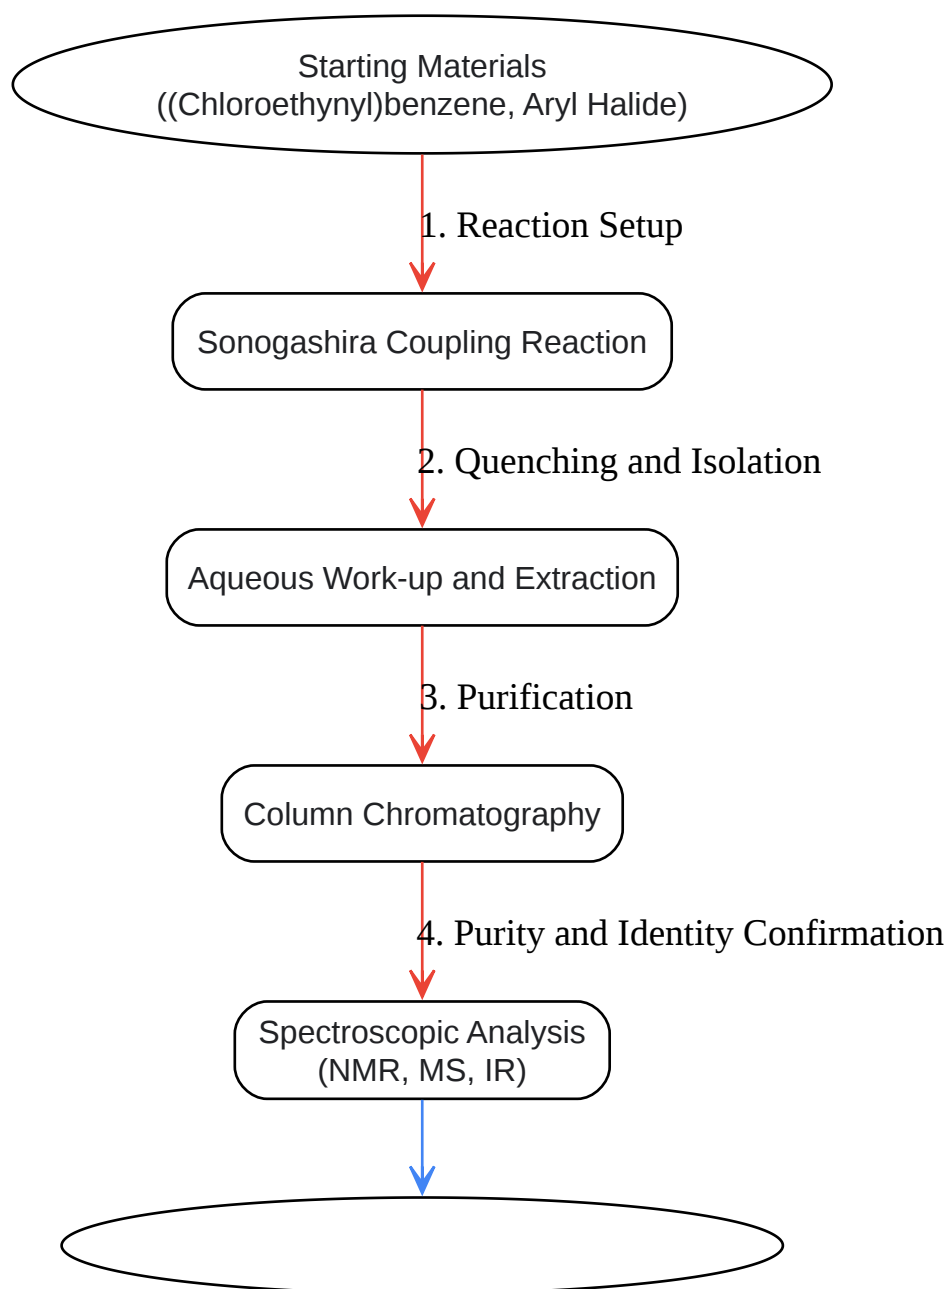 Starting Materials
((Chloroethynyl)benzene, Aryl Halide)
1. Reaction Setup
Sonogashira Coupling Reaction
2. Quenching and Isolation
Aqueous Work-up and Extraction
3. Purification
Column Chromatography
4. Purity and Identity Confirmation
Spectroscopic Analysis
(NMR, MS, IR)